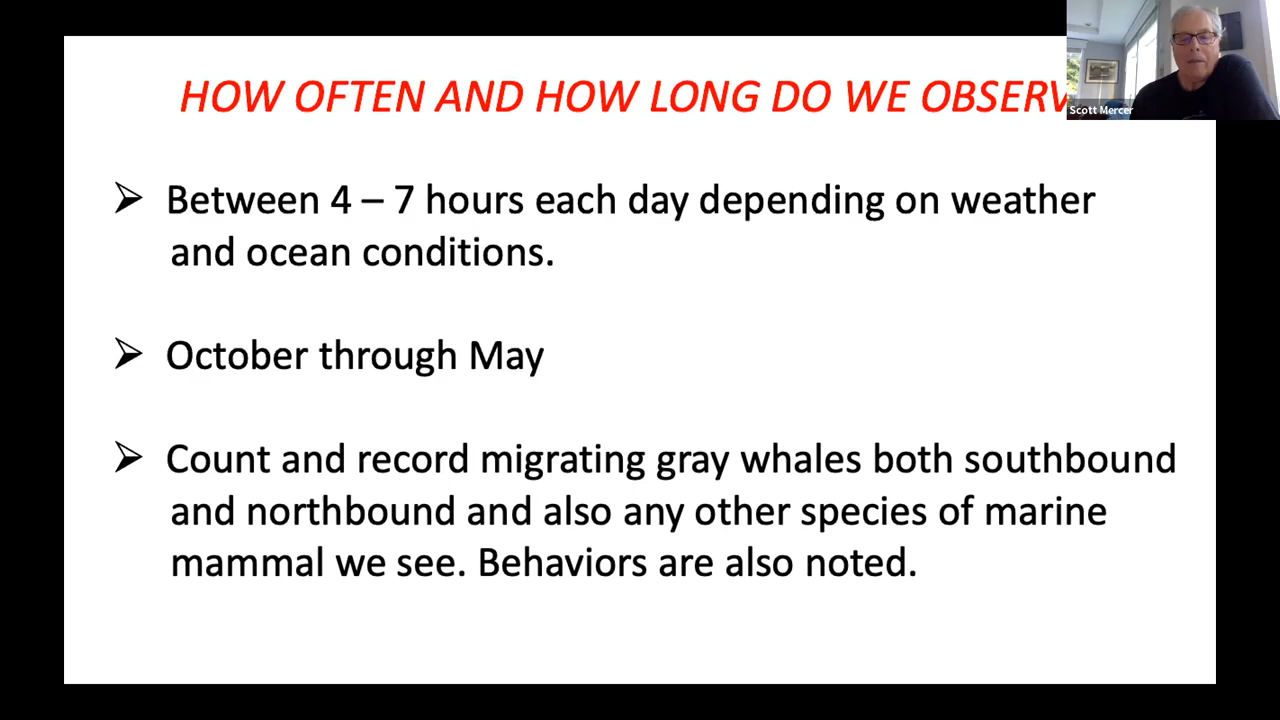 HOW OFTEN AND HOW LONG DO WE OBSERV
Scott Mercer
➢ Between 4 – 7 hours each day depending on weather
and ocean conditions.
➢ October through May
➢ Count and record migrating gray whales both southbound
and northbound and also any other species of marine
mammal we see. Behaviors are also noted.